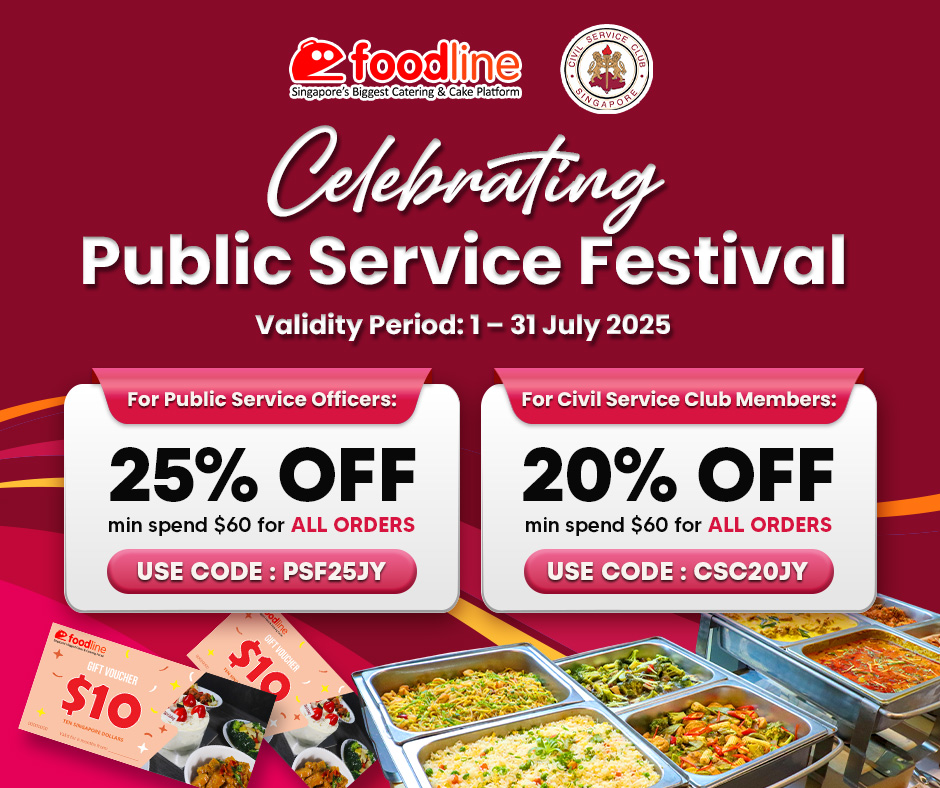 foodline
Singapore's Biggest Catering & Cake Platform
CIVIL SERVICE CLUB
SINGAPORE
Celebrating
Public Service Festival
Validity Period: 1 – 31 July 2025
For Public Service Officers:
25% OFF
min spend $60 for ALL ORDERS
USE CODE : PSF25JY
For Civil Service Club Members:
20% OFF
min spend $60 for ALL ORDERS
USE CODE : CSC20JY
foodline
GIFT VOUCHER
$10
TEN SINGAPORE DOLLARS
foodline
GIFT VOUCHER
$10